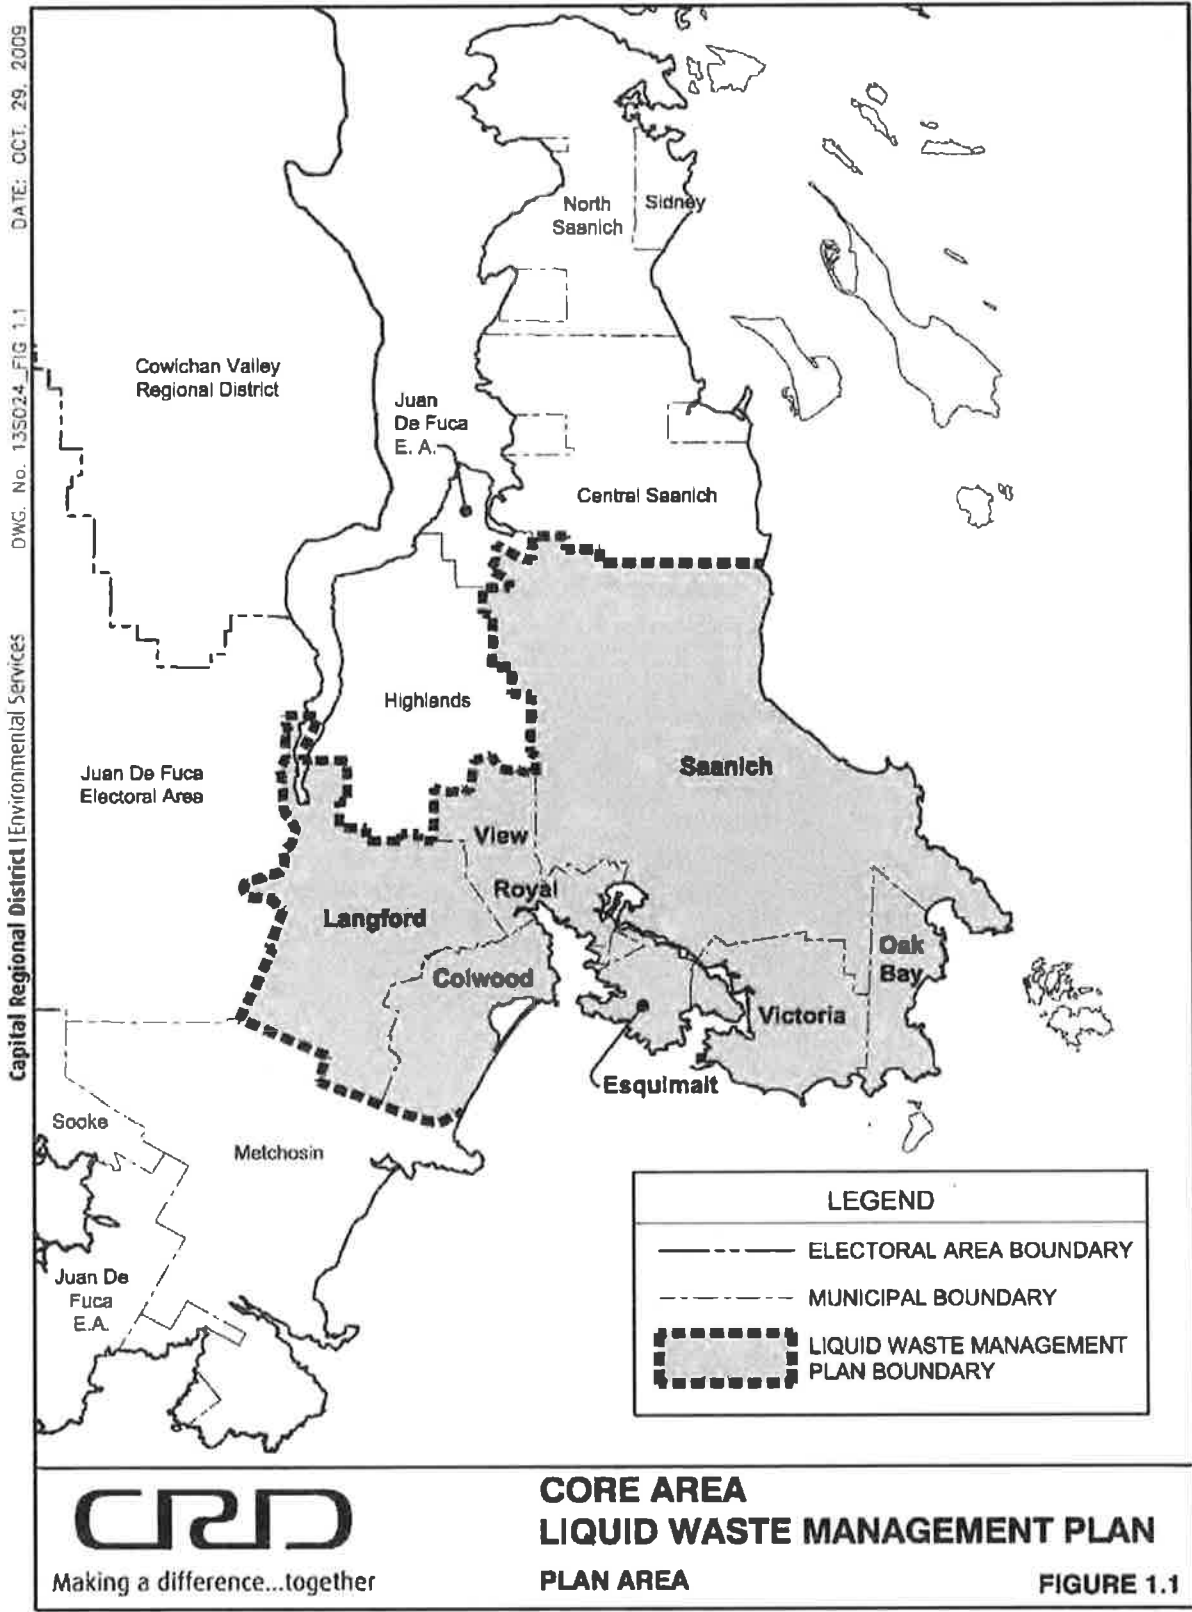 Capital Regional District | Environmental Services DWG. No. 13S024_FIG 1.1 DATE: OCT. 29, 2009
North
Saanich
Sidney
Cowichan Valley
Regional District
Juan
De Fuca
E. A.
Central Saanich
Highlands
Juan De Fuca
Electoral Area
Saanich
View
Royal
Langford
Colwood
Oak
Bay
Victoria
Esquimalt
Sooke
Metchosin
Juan De
Fuca
E.A.
LEGEND
ELECTORAL AREA BOUNDARY
MUNICIPAL BOUNDARY
LIQUID WASTE MANAGEMENT
PLAN BOUNDARY
CRD
Making a difference...together
CORE AREA
LIQUID WASTE MANAGEMENT PLAN
PLAN AREA
FIGURE 1.1